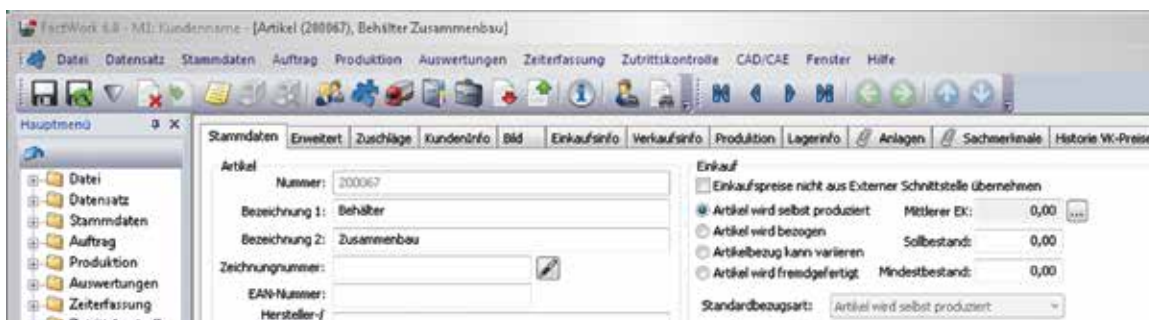 FactWork 6.0 - M1: Kundenname - [Artikel (200067), Behälter Zusammenbau]
Datei Datensatz Stammdaten Auftrag Produktion Auswertungen Zeiterfassung Zutrittskontrolle CAD/CAE Fenster Hilfe
Hauptmenü
Datei
Datensatz
Stammdaten
Auftrag
Produktion
Auswertungen
Zeiterfassung
Stammdaten Erweitert Zuschläge KundenInfo Bild Einkaufsinfo Verkaufsinfo Produktion Lagerinfo Anlagen Sachmerkmale Historie VK-Preise
Artikel
Nummer: 200067
Bezeichnung 1: Behälter
Bezeichnung 2: Zusammenbau
Zeichnungnummer:
EAN-Nummer:
Hersteller-/
Einkauf
Einkaufspreise nicht aus Externer Schnittstelle übernehmen
Artikel wird selbst produziert Mittlerer EK: 0,00 ...
Artikel wird bezogen
Artikelbezug kann variieren Sollbestand: 0,00
Artikel wird fremdgefertigt Mindestbestand: 0,00
Standardbezugsart: Artikel wird selbst produziert